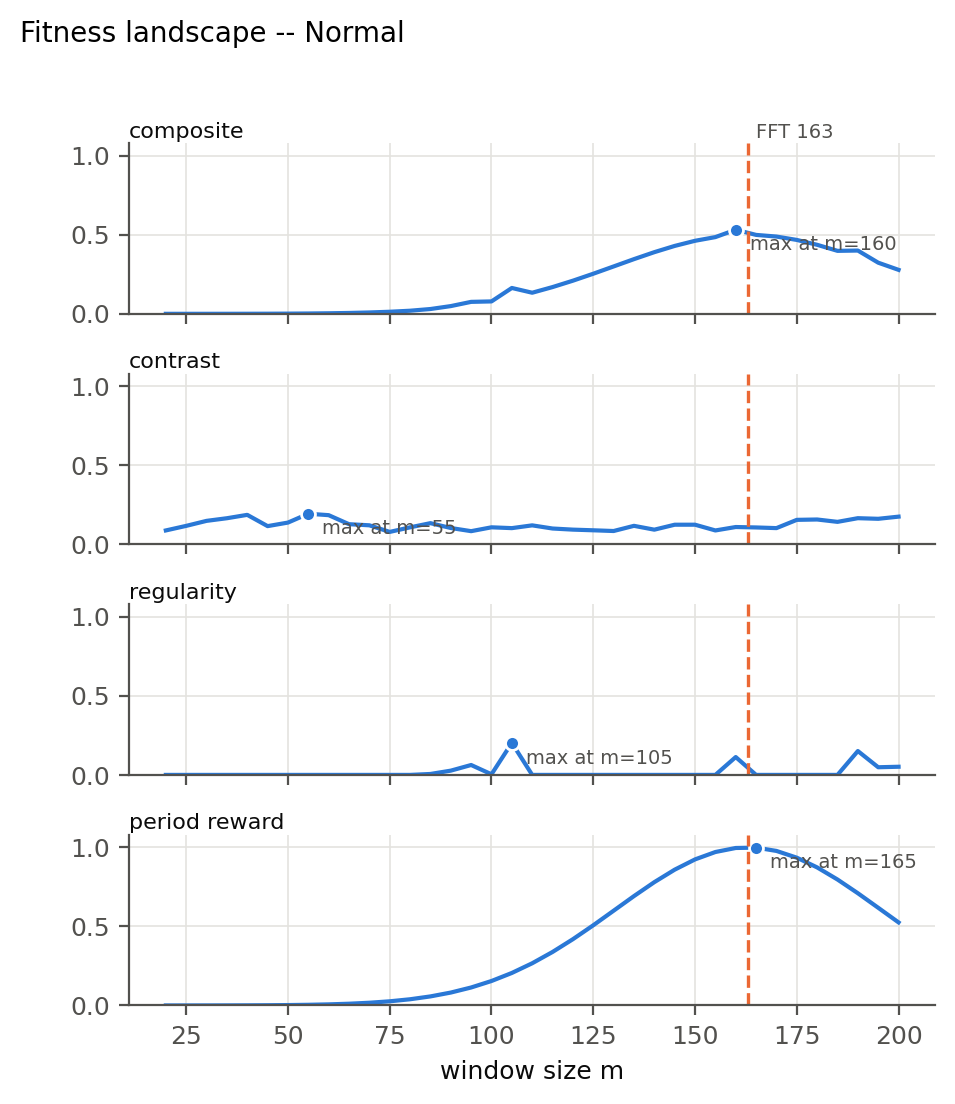 Fitness landscape -- Normal
composite
FFT 163
1.0
0.5
max at m=160
0.0
contrast
1.0
0.5
max at m=55
0.0
regularity
1.0
0.5
max at m=105
0.0
period reward
1.0
max at m=165
0.5
0.0
25 50 75 100 125 150 175 200
window size m